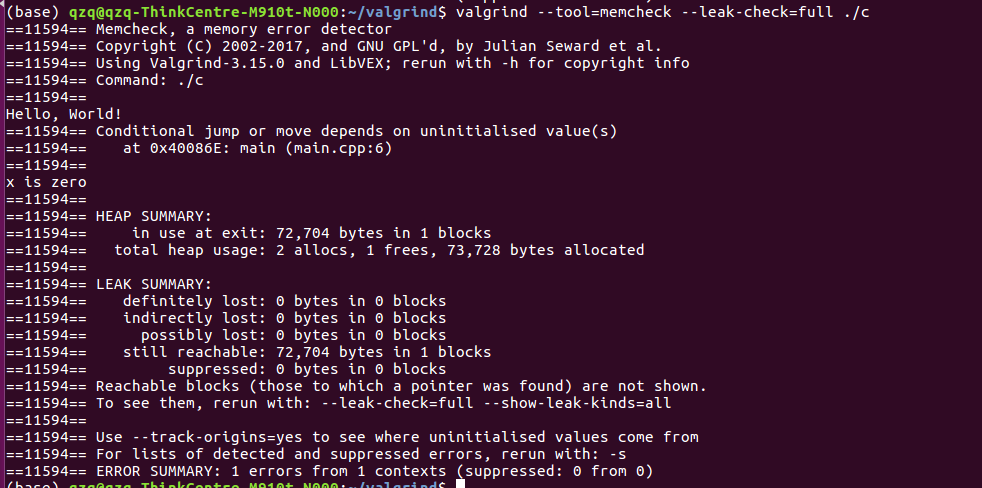 (base) qzq@qzq-ThinkCentre-M910t-N000:~/valgrind$ valgrind --tool=memcheck --leak-check=full ./c
==11594== Memcheck, a memory error detector
==11594== Copyright (C) 2002-2017, and GNU GPL'd, by Julian Seward et al.
==11594== Using Valgrind-3.15.0 and LibVEX; rerun with -h for copyright info
==11594== Command: ./c
==11594==
Hello, World!
==11594== Conditional jump or move depends on uninitialised value(s)
==11594==    at 0x40086E: main (main.cpp:6)
==11594==
x is zero
==11594==
==11594== HEAP SUMMARY:
==11594==     in use at exit: 72,704 bytes in 1 blocks
==11594==   total heap usage: 2 allocs, 1 frees, 73,728 bytes allocated
==11594==
==11594== LEAK SUMMARY:
==11594==    definitely lost: 0 bytes in 0 blocks
==11594==    indirectly lost: 0 bytes in 0 blocks
==11594==      possibly lost: 0 bytes in 0 blocks
==11594==    still reachable: 72,704 bytes in 1 blocks
==11594==         suppressed: 0 bytes in 0 blocks
==11594== Reachable blocks (those to which a pointer was found) are not shown.
==11594== To see them, rerun with: --leak-check=full --show-leak-kinds=all
==11594==
==11594== Use --track-origins=yes to see where uninitialised values come from
==11594== For lists of detected and suppressed errors, rerun with: -s
==11594== ERROR SUMMARY: 1 errors from 1 contexts (suppressed: 0 from 0)
(base) qzq@qzq-ThinkCentre-M910t-N000:~/valgrind$